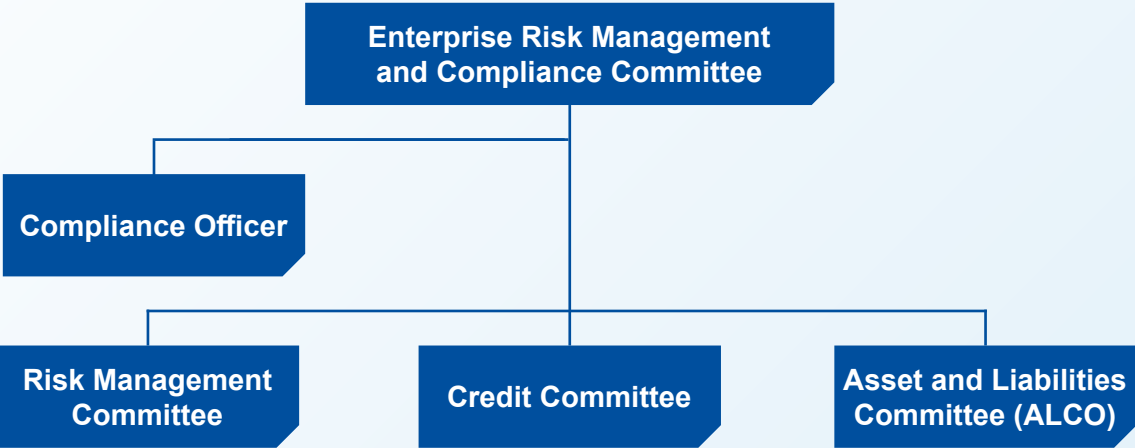 Enterprise Risk Management
and Compliance Committee
Compliance Officer
Risk Management
Committee
Credit Committee
Asset and Liabilities
Committee (ALCO)